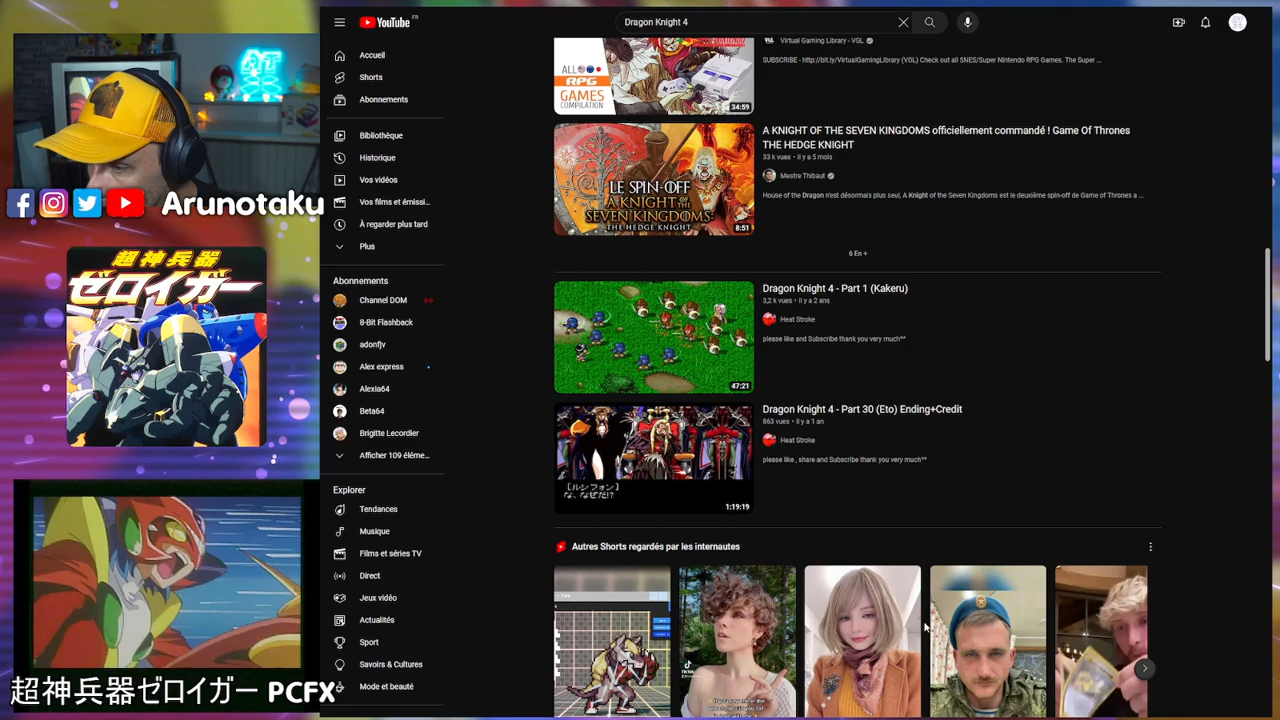 YouTube FR
Dragon Knight 4
Accueil
Shorts
Abonnements
Bibliothèque
Historique
Vos vidéos
Vos films et émissi...
À regarder plus tard
Plus
Abonnements
Channel DOM
8-Bit Flashback
adonfjv
Alex express
Alexia64
Beta64
Brigitte Lecordier
Afficher 109 éléme...
Explorer
Tendances
Musique
Films et séries TV
Direct
Jeux vidéo
Actualités
Sport
Savoirs & Cultures
Mode et beauté
Virtual Gaming Library - VGL
SUBSCRIBE - http://bit.ly/VirtualGamingLibrary (VGL) Check out all SNES/Super Nintendo RPG Games. The Super ...
ALL
RPG
GAMES
COMPILATION
34:59
A KNIGHT OF THE SEVEN KINGDOMS officiellement commandé ! Game Of Thrones
THE HEDGE KNIGHT
33 k vues • il y a 5 mois
Mestre Thibaut
House of the Dragon n'est désormais plus seul, A Knight of the Seven Kingdoms est le deuxième spin-off de Game of Thrones a ...
LE SPIN-OFF
A KNIGHT OF THE
SEVEN KINGDOMS
THE HEDGE KNIGHT
8:51
6 En +
Dragon Knight 4 - Part 1 (Kakeru)
3,2 k vues • il y a 2 ans
Heat Stroke
please like and Subscribe thank you very much^^
47:21
Dragon Knight 4 - Part 30 (Eto) Ending+Credit
863 vues • il y a 1 an
Heat Stroke
please like , share and Subscribe thank you very much^^
[ルシフォン]
な、なぜだ!?
1:19:19
Autres Shorts regardés par les internautes
TikTok
Arunotaku
超神兵器
ゼロイガー
超神兵器ゼロイガー PCFX